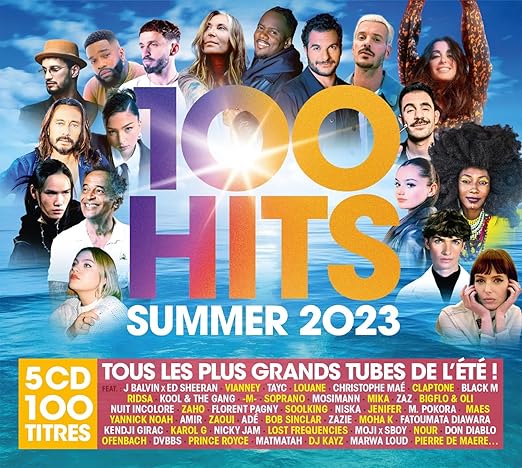 100
HITS
SUMMER 2023
5CD
100
TITRES
TOUS LES PLUS GRANDS TUBES DE L'ÉTÉ !
FEAT. : J BALVIN x ED SHEERAN · VIANNEY · TAYC · LOUANE · CHRISTOPHE MAÉ · CLAPTONE · BLACK M
RIDSA · KOOL & THE GANG · -M- · SOPRANO · MOSIMANN · MIKA · ZAZ · BIGFLO & OLI
NUIT INCOLORE · ZAHO · FLORENT PAGNY · SOOLKING · NISKA · JENIFER · M. POKORA · MAES
YANNICK NOAH · AMIR · ZAOUI · ADÉ · BOB SINCLAR · ZAZIE · MOHA K · FATOUMATA DIAWARA
KENDJI GIRAC · KAROL G · NICKY JAM · LOST FREQUENCIES · MOJI x SBOY · NOUR · DON DIABLO
OFENBACH · DVBBS · PRINCE ROYCE · MATMATAH · DJ KAYZ · MARWA LOUD · PIERRE DE MAERE...